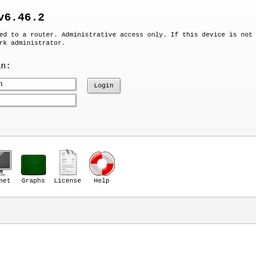 v6.46.2
ed to a router. Administrative access only. If this device is not
rk administrator.
n:
n
Login
net Graphs License Help